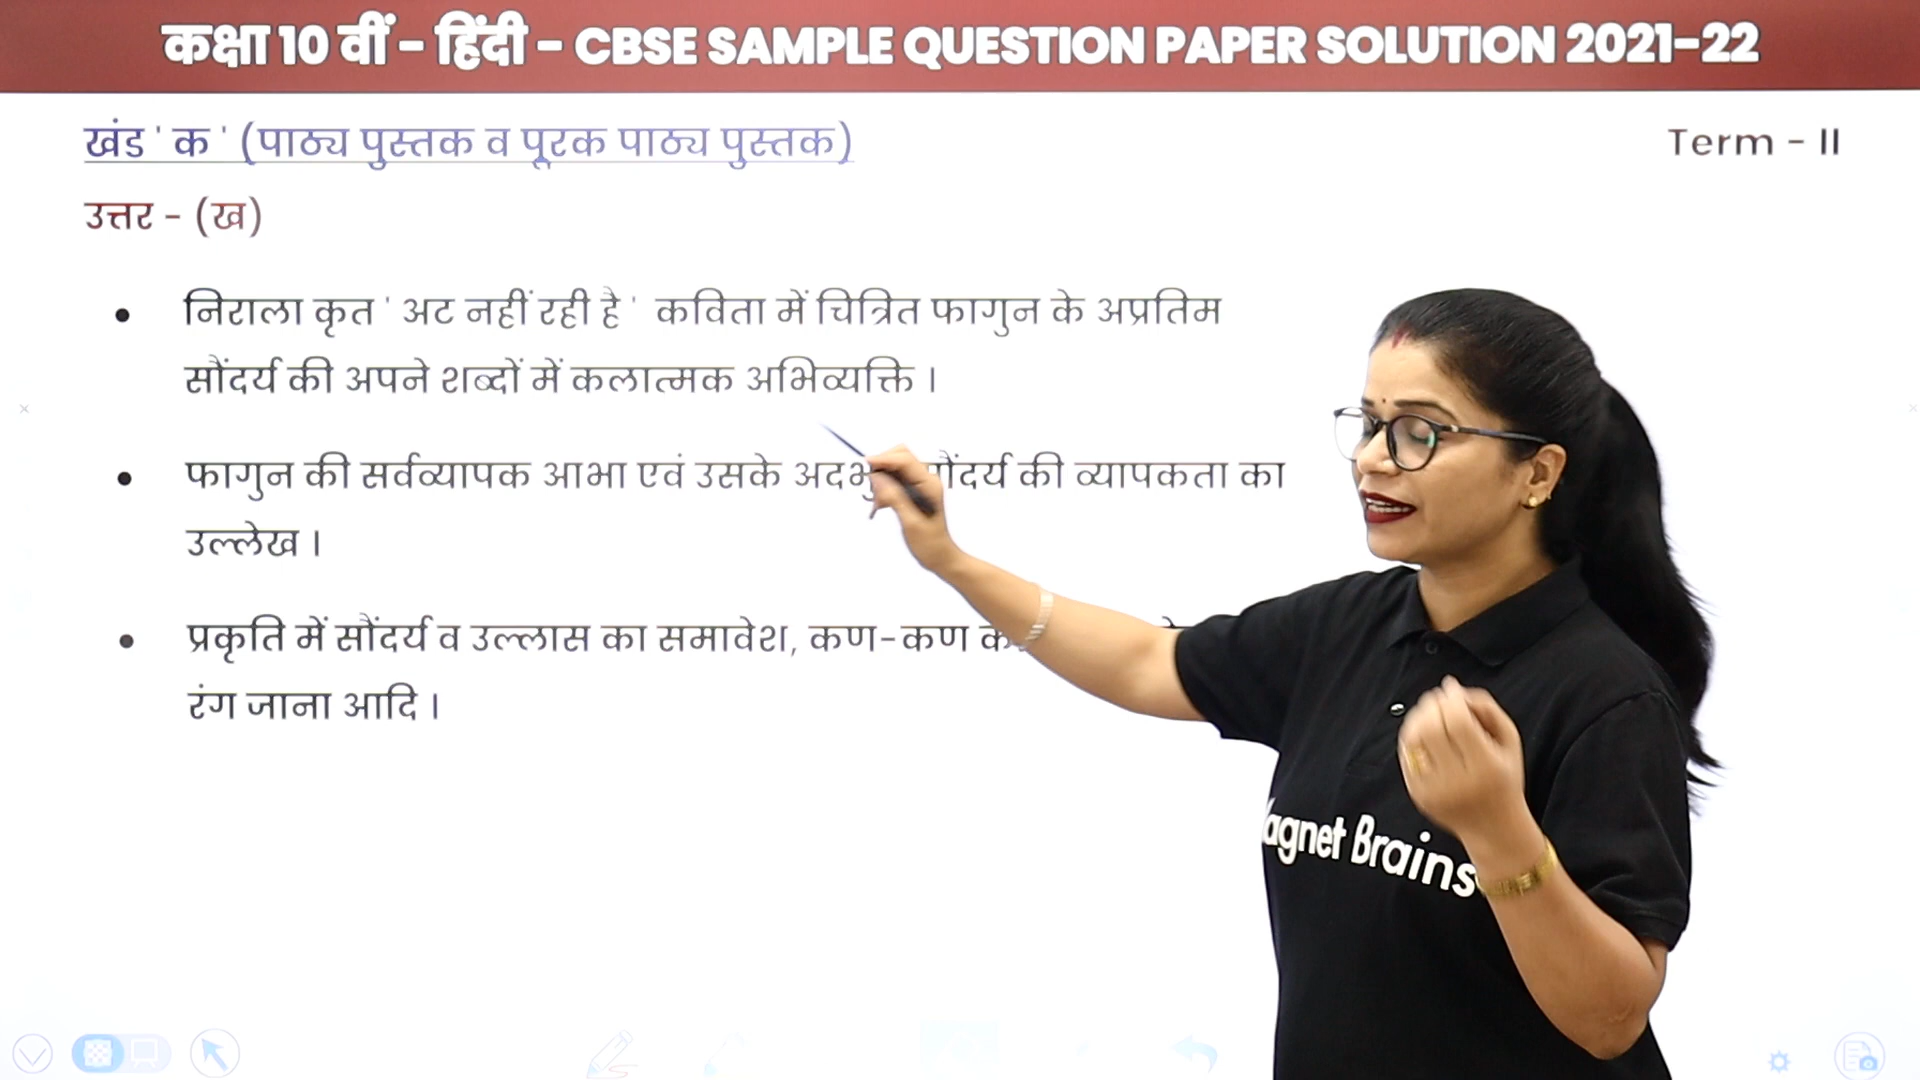 कक्षा 10 वीं - हिंदी - CBSE SAMPLE QUESTION PAPER SOLUTION 2021-22
खंड ' क ' (पाठ्य पुस्तक व पूरक पाठ्य पुस्तक)
Term - II
उत्तर - (ख)
• निराला कृत ' अट नहीं रही है ' कविता में चित्रित फागुन के अप्रतिम
सौंदर्य की अपने शब्दों में कलात्मक अभिव्यक्ति ।
• फागुन की सर्वव्यापक आभा एवं उसके सौंदर्य की व्यापकता का
उल्लेख ।
• प्रकृति में सौंदर्य व उल्लास का समावेश, कण-कण
रंग जाना आदि ।
agnet Brains